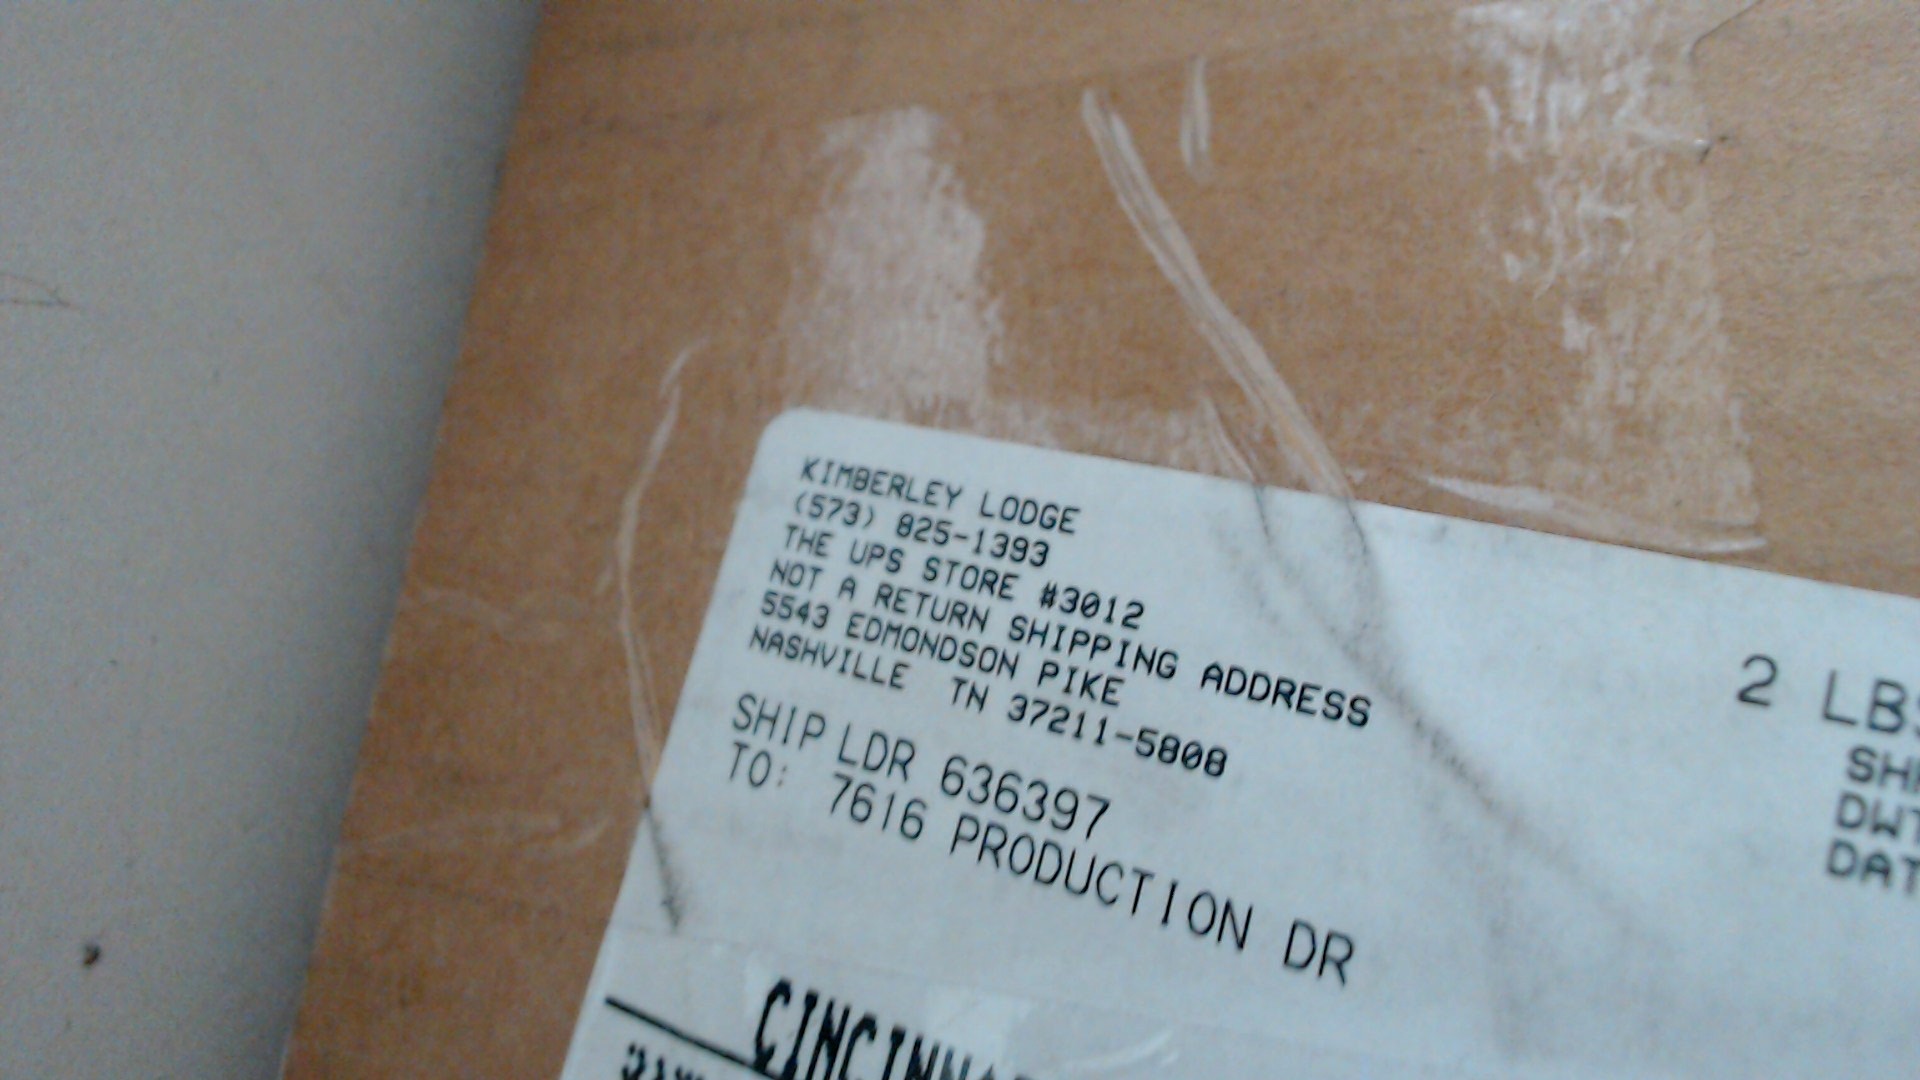 KIMBERLEY LODGE
(573) 825-1393
THE UPS STORE #3012
NOT A RETURN SHIPPING ADDRESS
5543 EDMONDSON PIKE
NASHVILLE TN 37211-5808
2 LBS
SHIP LDR 636397
TO: 7616 PRODUCTION DR